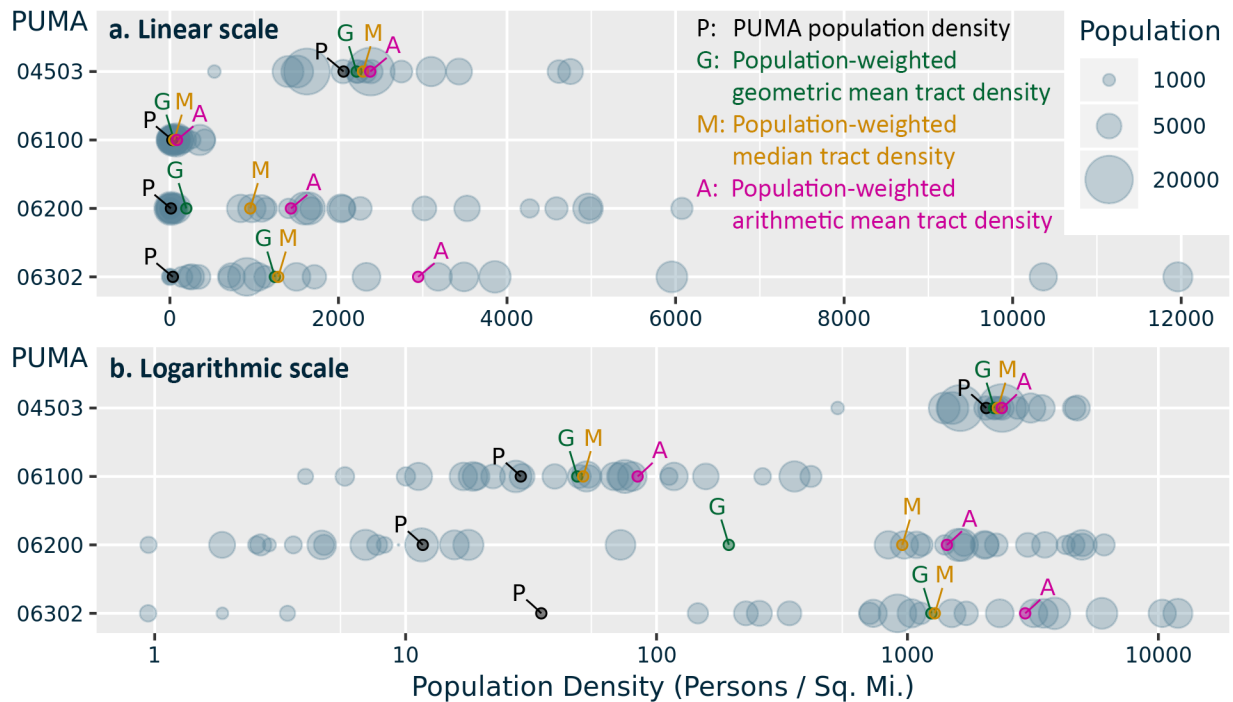 PUMA
a. Linear scale
P: PUMA population density
G: Population-weighted
geometric mean tract density
M: Population-weighted
median tract density
A: Population-weighted
arithmetic mean tract density
Population
1000
5000
20000
G M
P A
04503
G M
P A
06100
G M
P A
06200
G M
P A
06302
0 2000 4000 6000 8000 10000 12000
PUMA
b. Logarithmic scale
G M
P A
04503
G M
P A
06100
G M
P A
06200
G M
P A
06302
1 10 100 1000 10000
Population Density (Persons / Sq. Mi.)